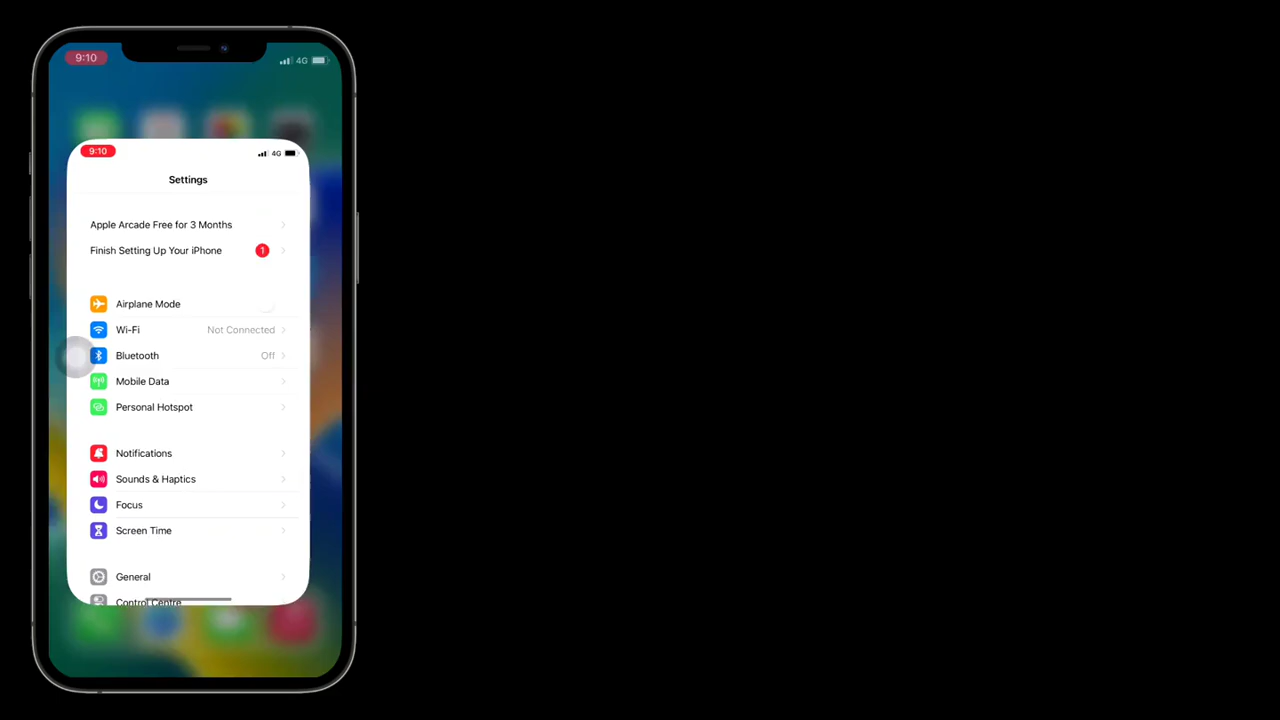 9:10
4G
9:10
4G
Settings
Apple Arcade Free for 3 Months
Finish Setting Up Your iPhone 1
Airplane Mode
Wi-Fi Not Connected
Bluetooth Off
Mobile Data
Personal Hotspot
Notifications
Sounds & Haptics
Focus
Screen Time
General
Control Centre